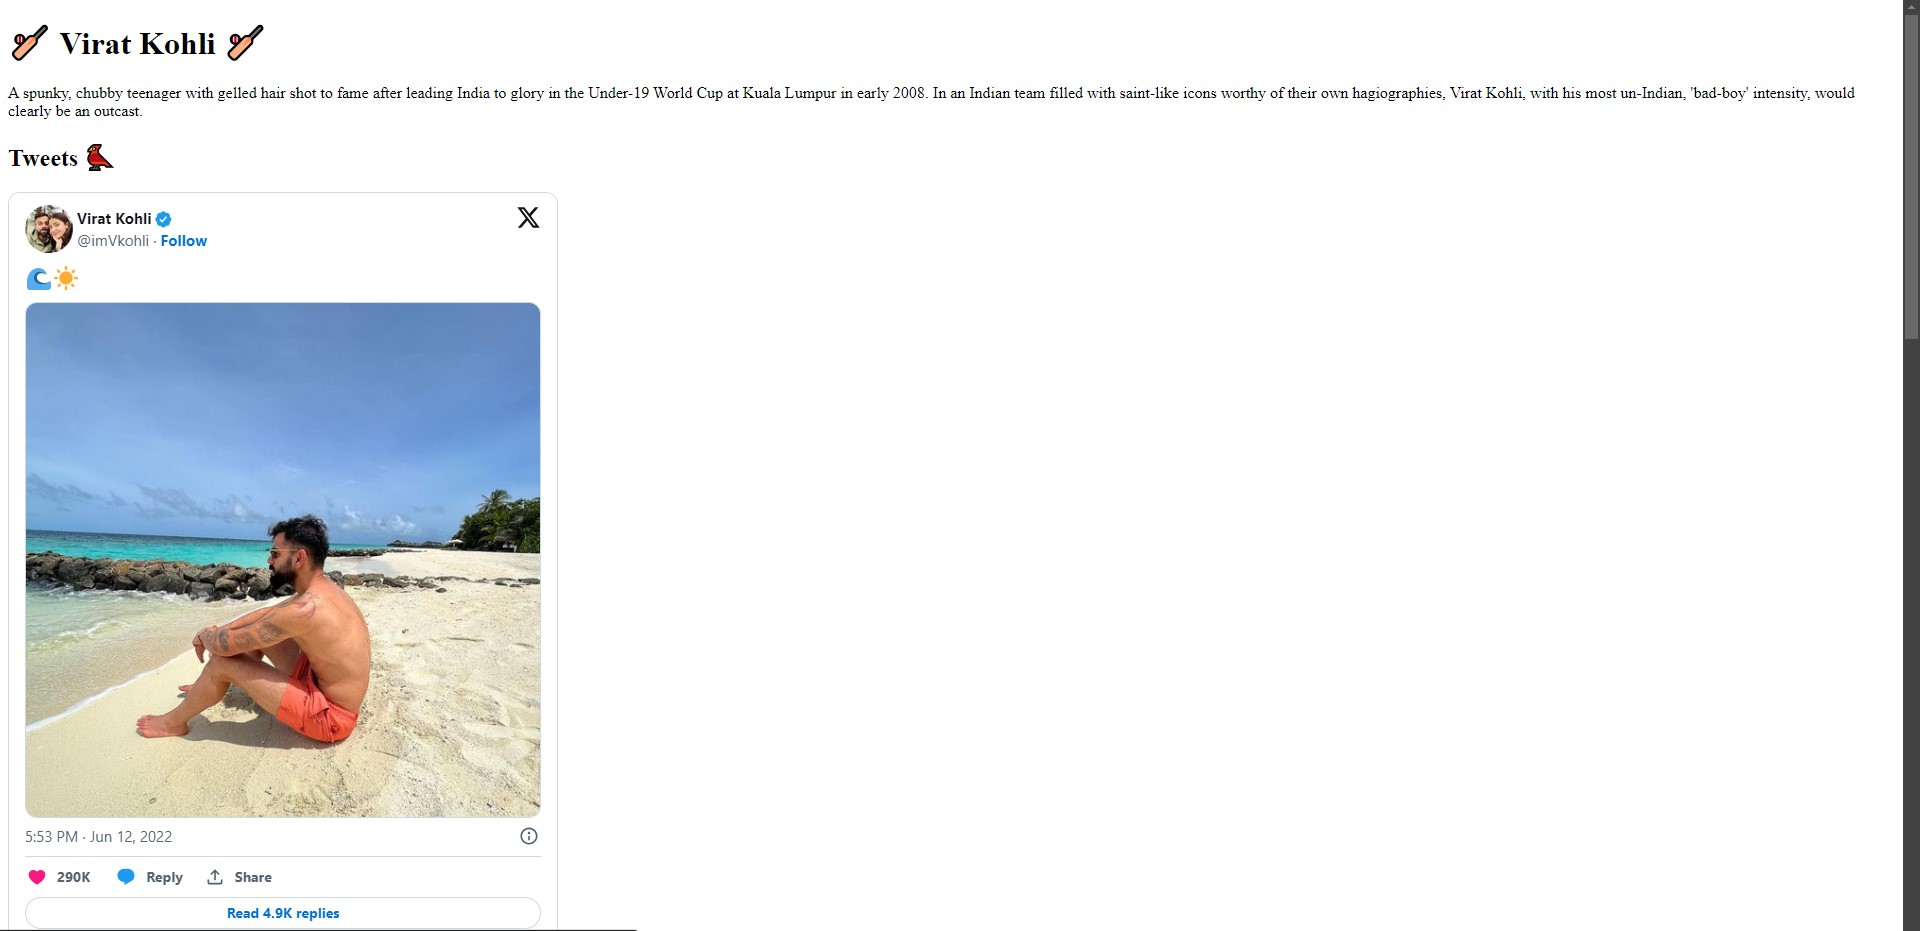 Virat Kohli
A spunky, chubby teenager with gelled hair shot to fame after leading India to glory in the Under-19 World Cup at Kuala Lumpur in early 2008. In an Indian team filled with saint-like icons worthy of their own hagiographies, Virat Kohli, with his most un-Indian, 'bad-boy' intensity, would
clearly be an outcast.
Tweets
Virat Kohli
@imVkohli · Follow
5:53 PM · Jun 12, 2022
290K Reply Share
Read 4.9K replies